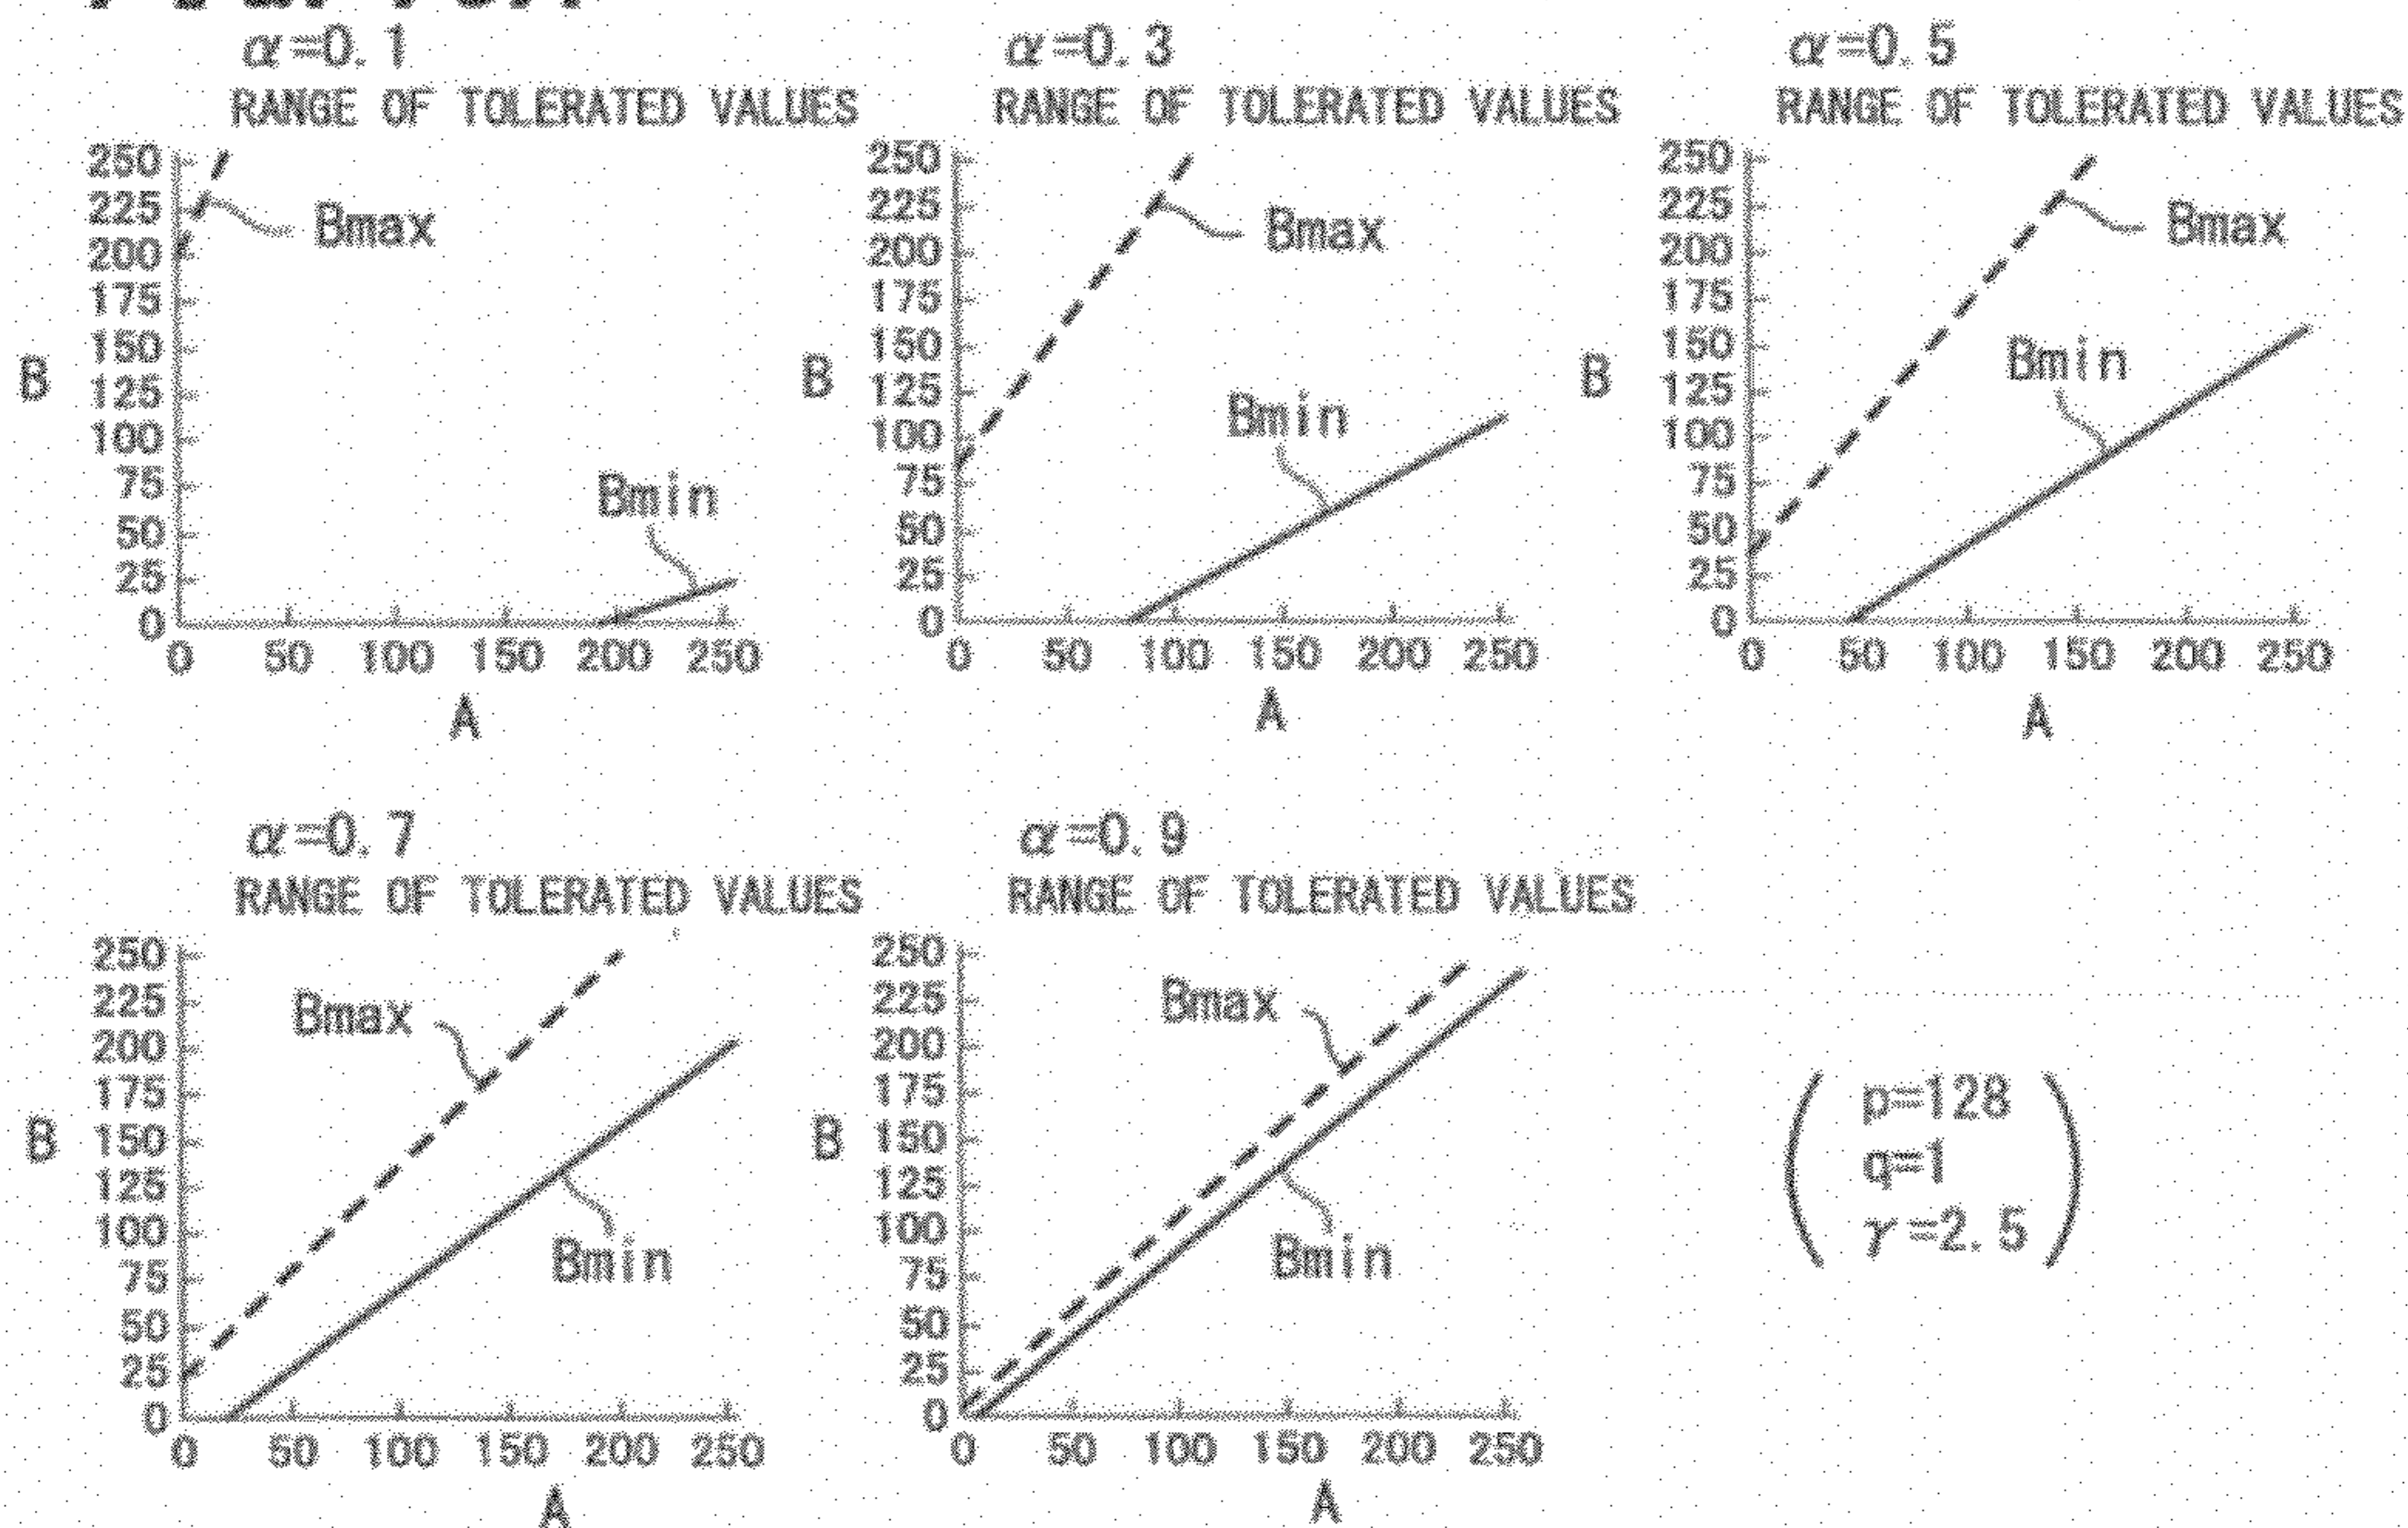 α=0.1
RANGE OF TOLERATED VALUES
250
225
200
175
150
125
100
75
50
25
0
B
Bmax
Bmin
0 50 100 150 200 250
A
α=0.3
RANGE OF TOLERATED VALUES
250
225
200
175
150
125
100
75
50
25
0
B
Bmax
Bmin
0 50 100 150 200 250
A
α=0.5
RANGE OF TOLERATED VALUES
250
225
200
175
150
125
100
75
50
25
0
B
Bmax
Bmin
0 50 100 150 200 250
A
α=0.7
RANGE OF TOLERATED VALUES
250
225
200
175
150
125
100
75
50
25
0
B
Bmax
Bmin
0 50 100 150 200 250
A
α=0.9
RANGE OF TOLERATED VALUES
250
225
200
175
150
125
100
75
50
25
0
B
Bmax
Bmin
0 50 100 150 200 250
A
p=128
q=1
γ=2.5